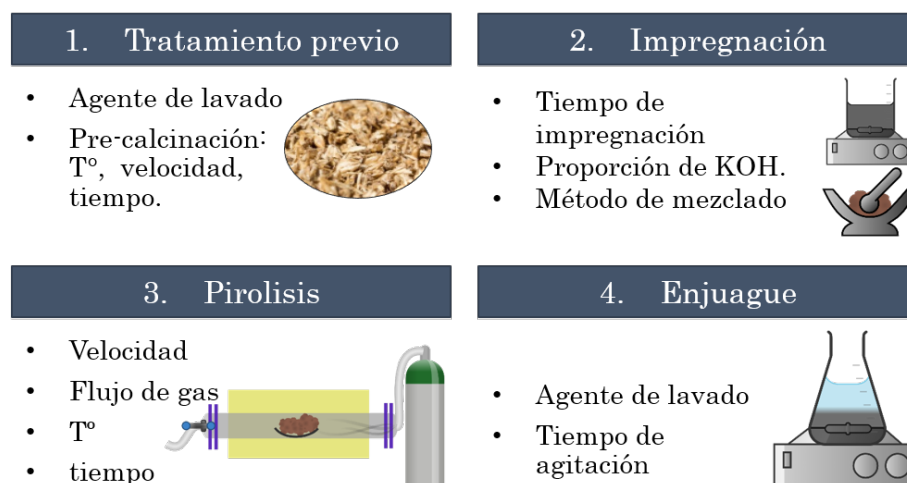 1. Tratamiento previo
• Agente de lavado
• Pre-calcinación:
Tº, velocidad,
tiempo.
2. Impregnación
• Tiempo de
impregnación
• Proporción de KOH.
• Método de mezclado
3. Pirolisis
• Velocidad
• Flujo de gas
• Tº
• tiempo
4. Enjuague
• Agente de lavado
• Tiempo de
agitación